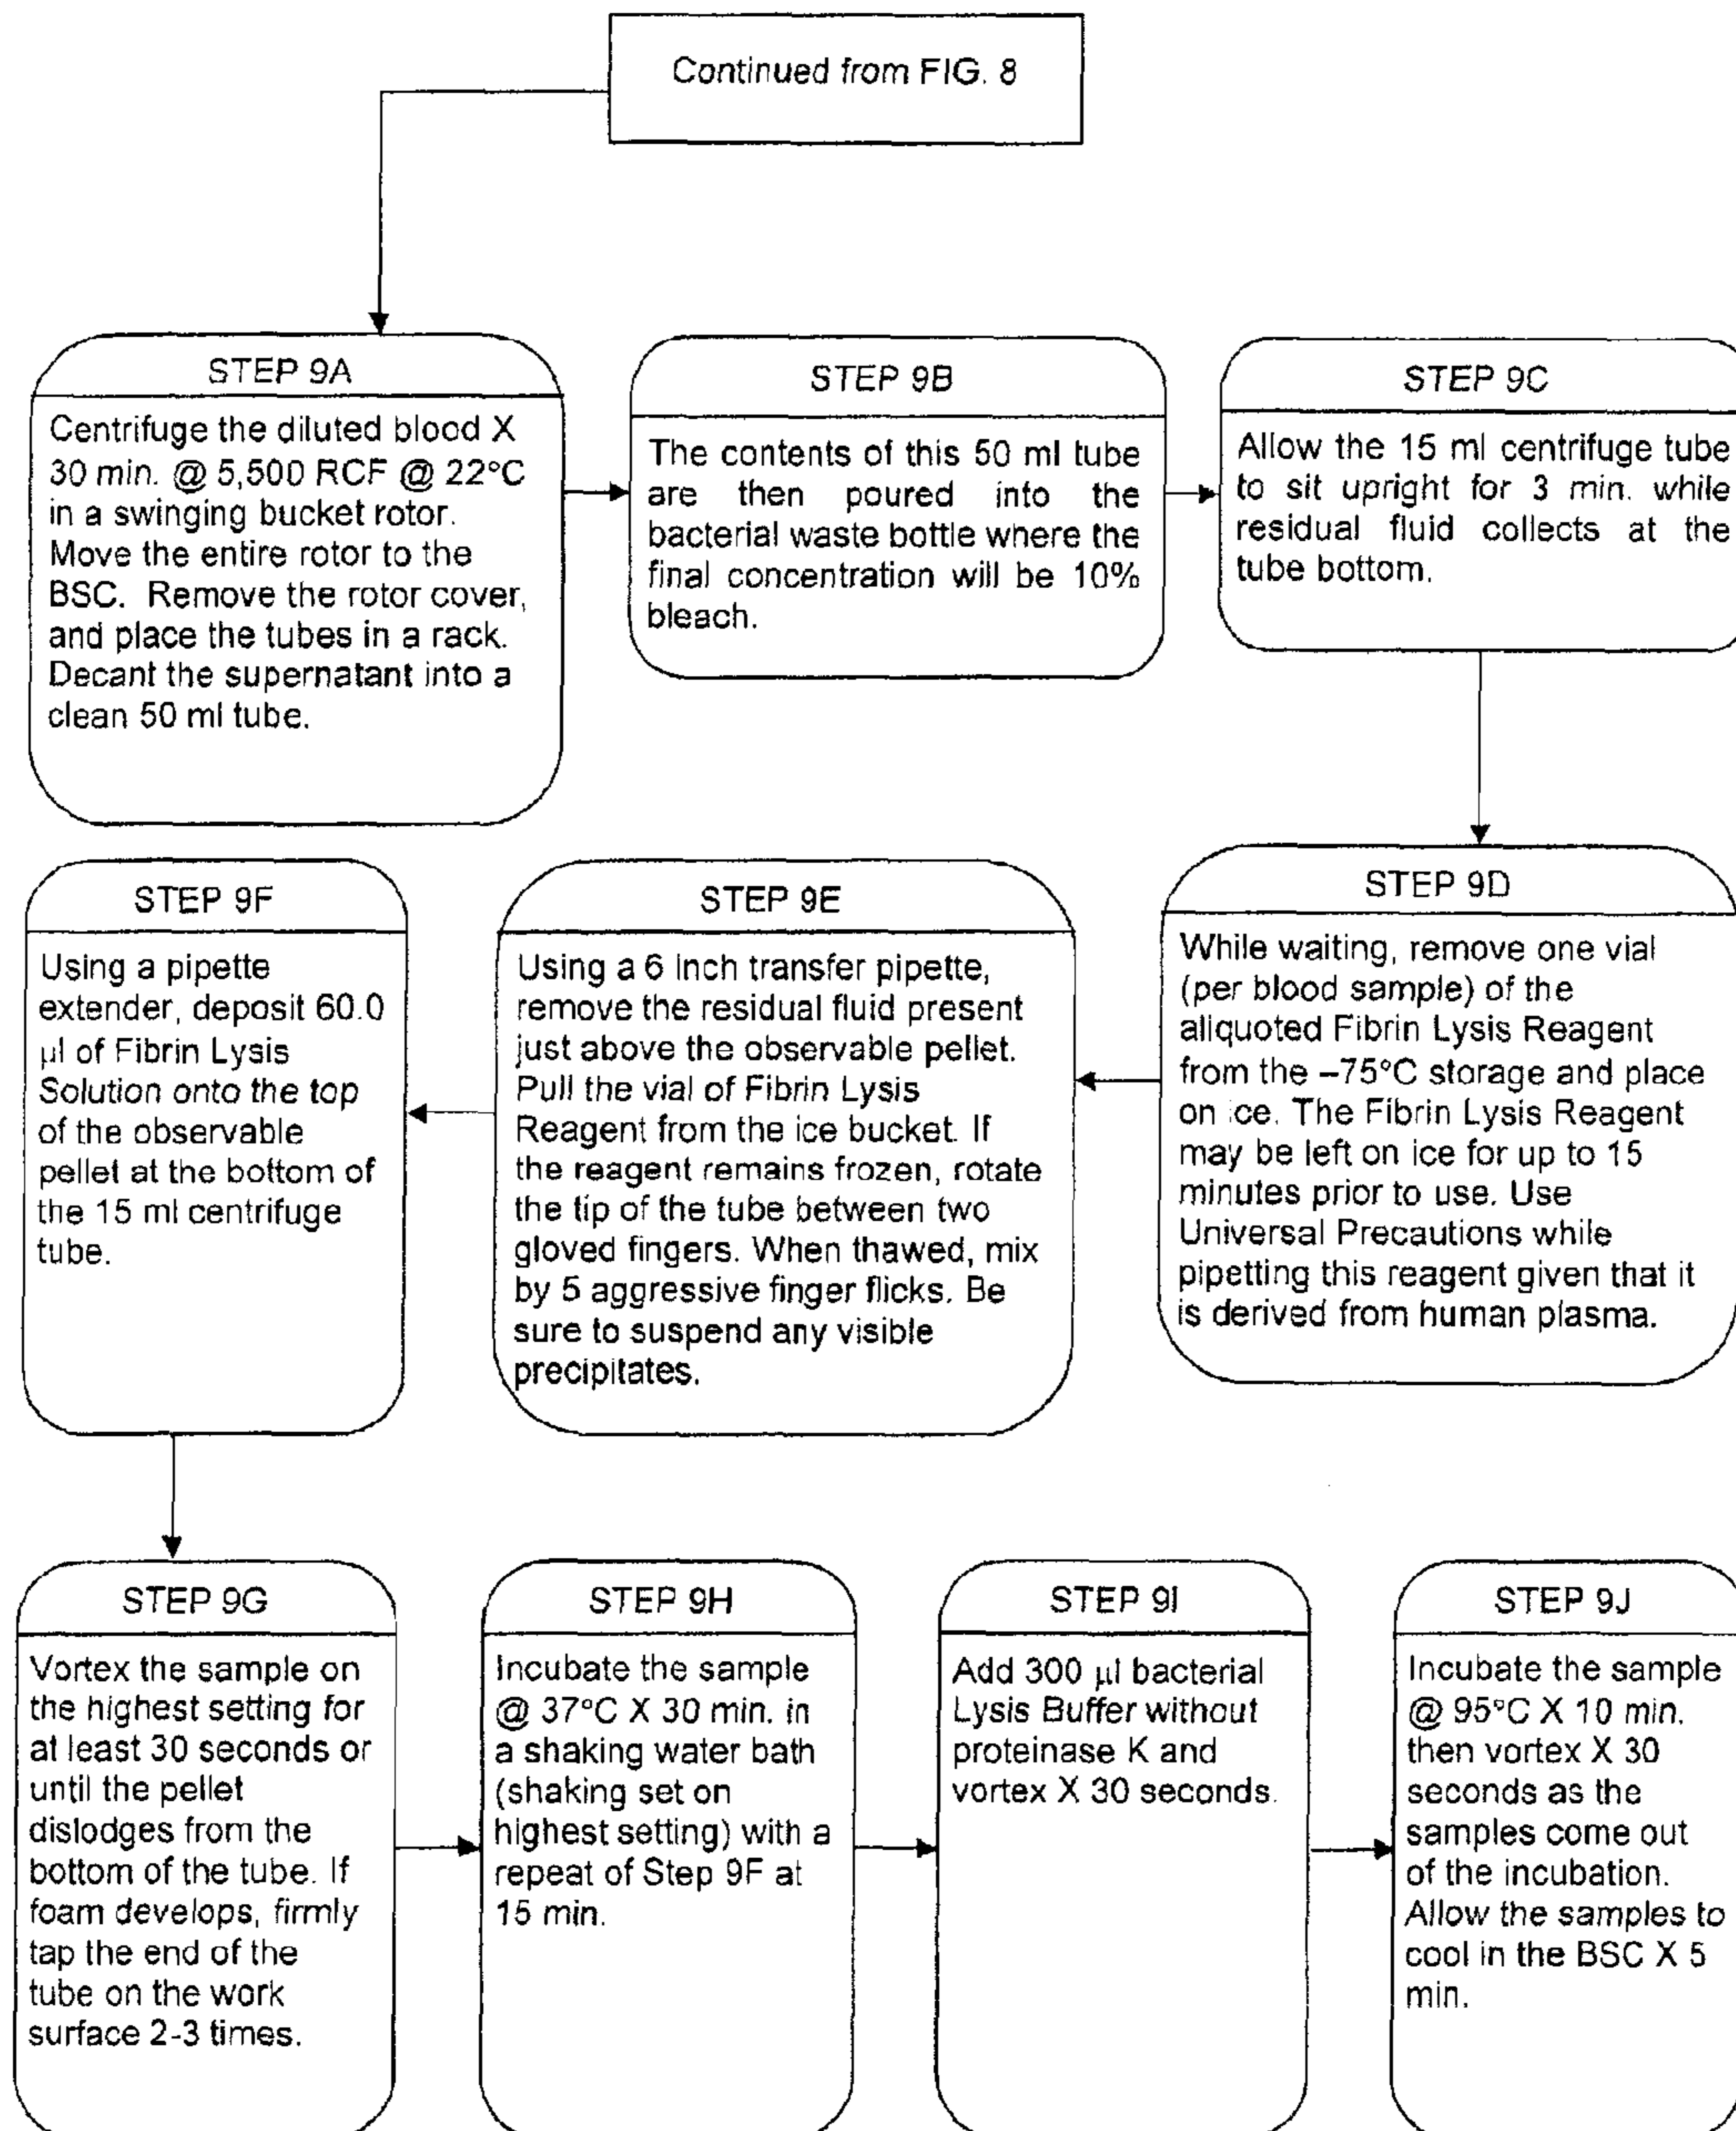 Continued from FIG. 8
STEP 9A
Centrifuge the diluted blood X
30 min. @ 5,500 RCF @ 22°C
in a swinging bucket rotor.
Move the entire rotor to the
BSC. Remove the rotor cover,
and place the tubes in a rack.
Decant the supernatant into a
clean 50 ml tube.
STEP 9B
The contents of this 50 ml tube
are then poured into the
bacterial waste bottle where the
final concentration will be 10%
bleach.
STEP 9C
Allow the 15 ml centrifuge tube
to sit upright for 3 min. while
residual fluid collects at the
tube bottom.
STEP 9D
While waiting, remove one vial
(per blood sample) of the
aliquoted Fibrin Lysis Reagent
from the –75°C storage and place
on ice. The Fibrin Lysis Reagent
may be left on ice for up to 15
minutes prior to use. Use
Universal Precautions while
pipetting this reagent given that it
is derived from human plasma.
STEP 9E
Using a 6 inch transfer pipette,
remove the residual fluid present
just above the observable pellet.
Pull the vial of Fibrin Lysis
Reagent from the ice bucket. If
the reagent remains frozen, rotate
the tip of the tube between two
gloved fingers. When thawed, mix
by 5 aggressive finger flicks. Be
sure to suspend any visible
precipitates.
STEP 9F
Using a pipette
extender, deposit 60.0
µl of Fibrin Lysis
Solution onto the top
of the observable
pellet at the bottom of
the 15 ml centrifuge
tube.
STEP 9G
Vortex the sample on
the highest setting for
at least 30 seconds or
until the pellet
dislodges from the
bottom of the tube. If
foam develops, firmly
tap the end of the
tube on the work
surface 2-3 times.
STEP 9H
Incubate the sample
@ 37°C X 30 min. in
a shaking water bath
(shaking set on
highest setting) with a
repeat of Step 9F at
15 min.
STEP 9I
Add 300 µl bacterial
Lysis Buffer without
proteinase K and
vortex X 30 seconds.
STEP 9J
Incubate the sample
@ 95°C X 10 min.
then vortex X 30
seconds as the
samples come out
of the incubation.
Allow the samples to
cool in the BSC X 5
min.